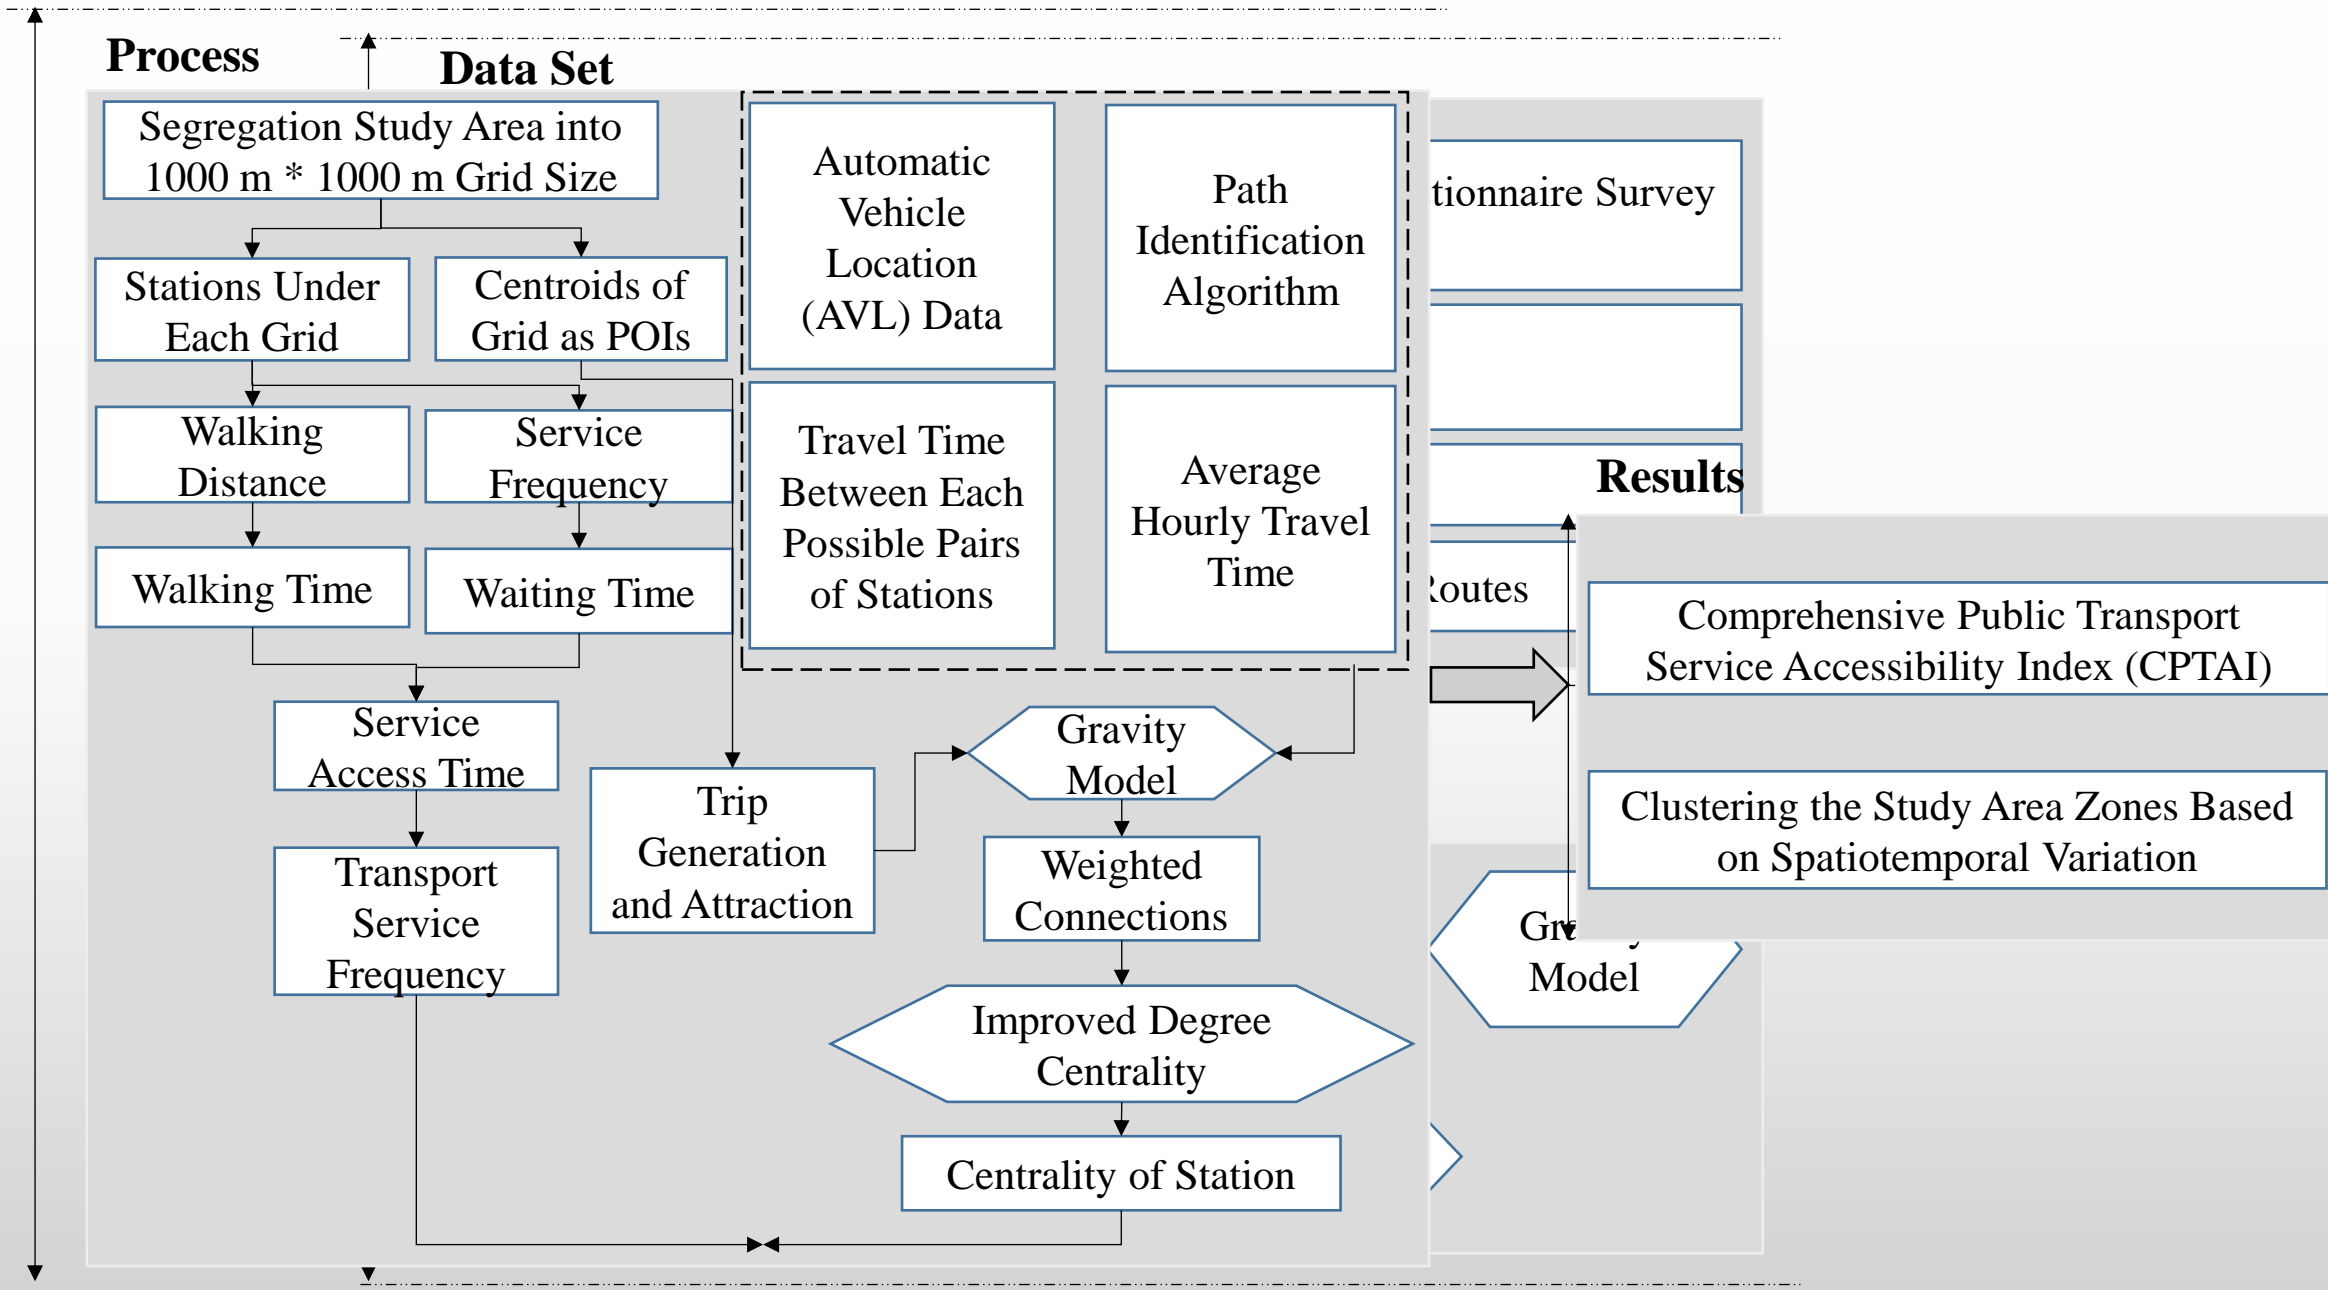 Process
Data Set
Segregation Study Area into
1000 m * 1000 m Grid Size
Stations Under
Each Grid
Centroids of
Grid as POIs
Walking
Distance
Service
Frequency
Walking Time
Waiting Time
Service
Access Time
Transport
Service
Frequency
Trip
Generation
and Attraction
Automatic
Vehicle
Location
(AVL) Data
Path
Identification
Algorithm
Travel Time
Between Each
Possible Pairs
of Stations
Average
Hourly Travel
Time
Gravity
Model
Weighted
Connections
Improved Degree
Centrality
Centrality of Station
Survey
Results
Comprehensive Public Transport
Service Accessibility Index (CPTAI)
Clustering the Study Area Zones Based
on Spatiotemporal Variation
Model